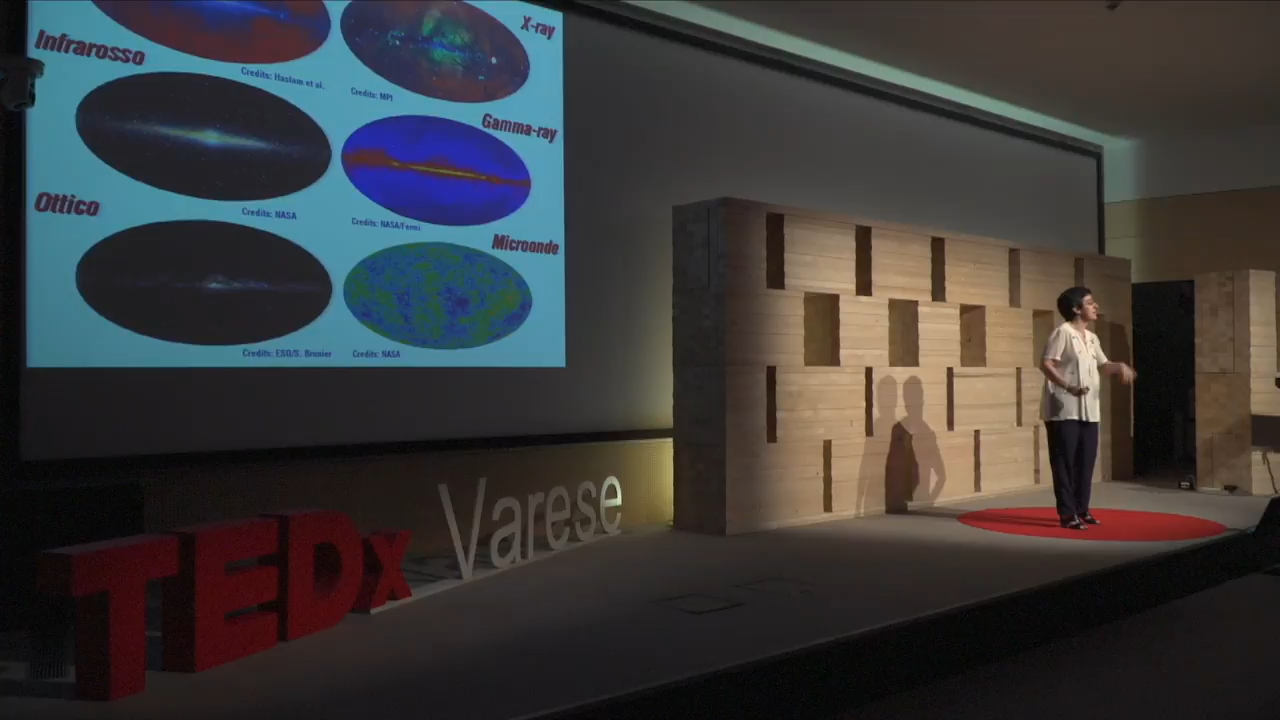 X-ray
Infrarosso
Credits: Haslam et al.
Credits: MPI
Gamma-ray
Ottico
Credits: NASA
Credits: NASA/Fermi
Microonde
Credits: ESO/S. Brunier
Credits: NASA
TEDx Varese